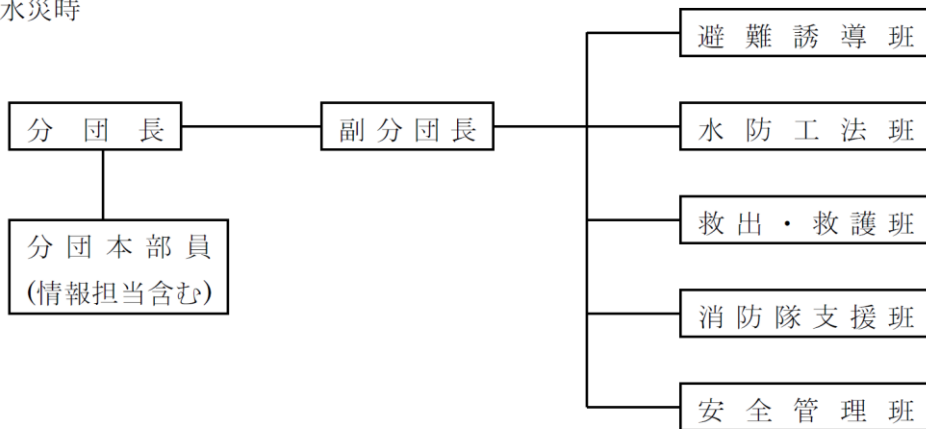 水災時
避難誘導班
分団長
副分団長
水防工法班
分団本部員
(情報担当含む)
救出・救護班
消防隊支援班
安全管理班